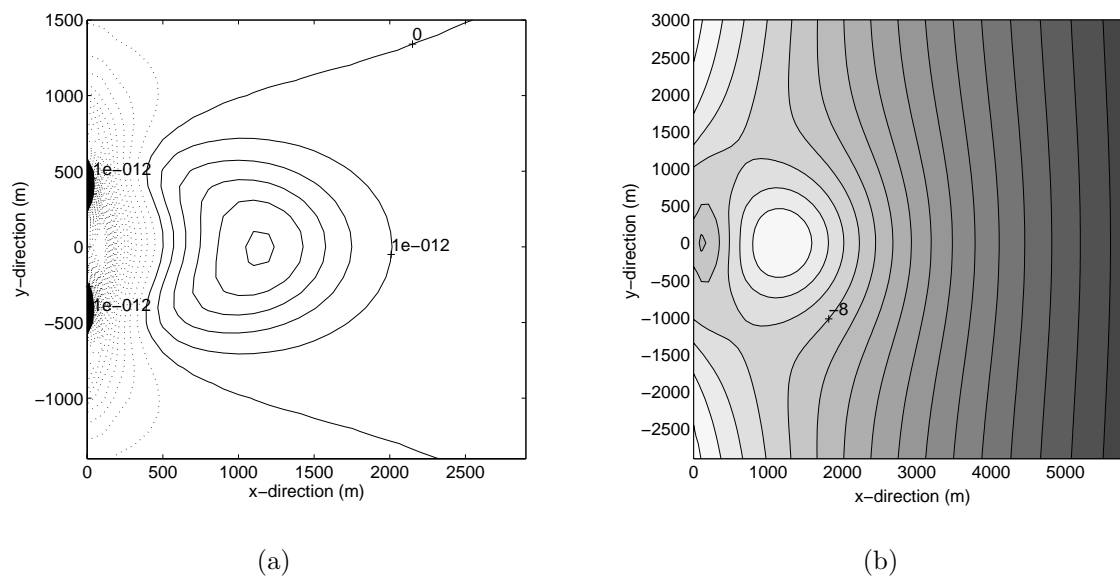 1500
1000
500
0
−500
−1000
0 500 1000 1500 2000 2500
x−direction (m)
y−direction (m)
0
1e−012
1e−012
1e−012
(a)
3000
2500
2000
1500
1000
500
0
−500
−1000
−1500
−2000
−2500
0 1000 2000 3000 4000 5000
x−direction (m)
y−direction (m)
−8
(b)